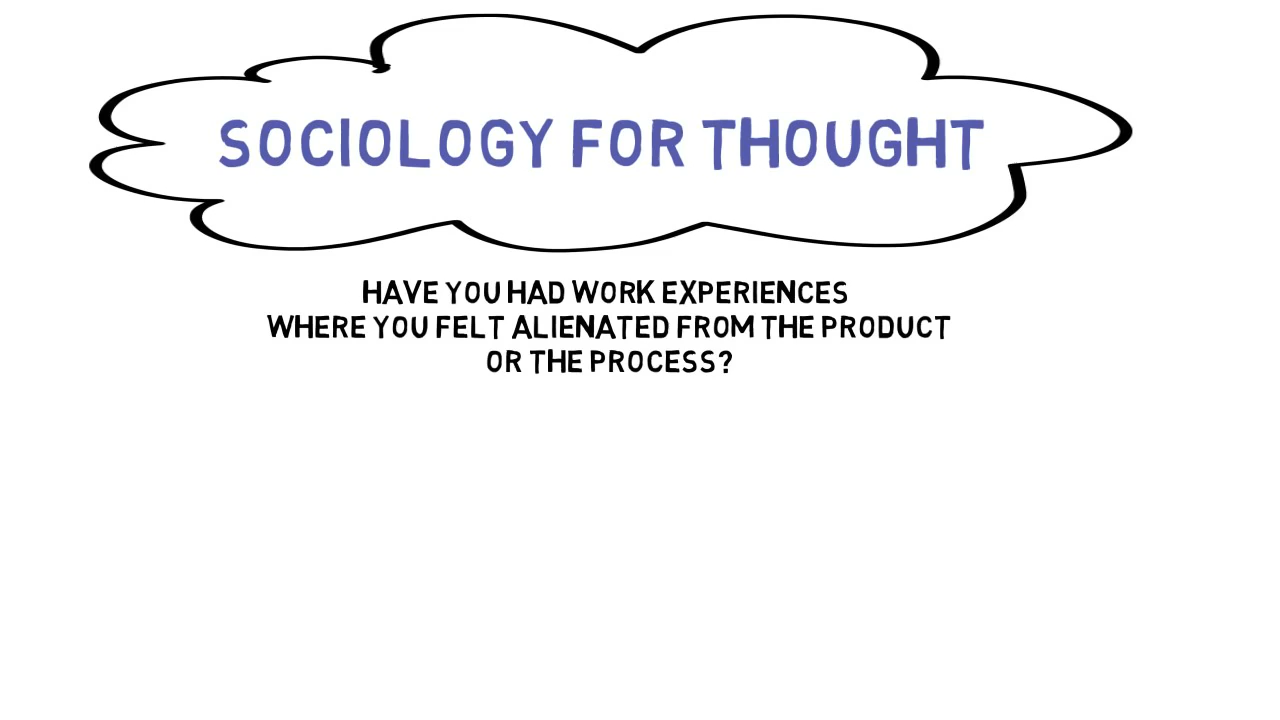 SOCIOLOGY FOR THOUGHT
HAVE YOU HAD WORK EXPERIENCES
WHERE YOU FELT ALIENATED FROM THE PRODUCT
OR THE PROCESS?